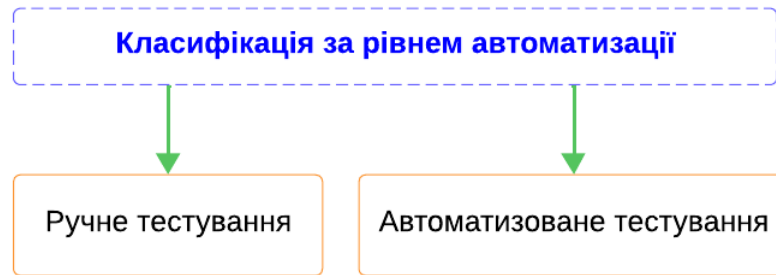 Класифікація за рівнем автоматизації
Ручне тестування
Автоматизоване тестування